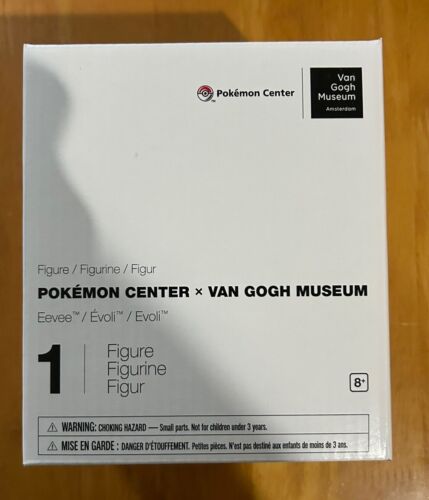 Pokémon Center
Van
Gogh
Museum
Amsterdam
Figure / Figurine / Figur
POKÉMON CENTER × VAN GOGH MUSEUM
Eevee™ / Évoli™ / Evoli™
1
Figure
Figurine
Figur
8+
⚠ WARNING: CHOKING HAZARD — Small parts. Not for children under 3 years.
⚠ MISE EN GARDE : DANGER D'ÉTOUFFEMENT. Petites pièces. N'est pas destiné aux enfants de moins de 3 ans.